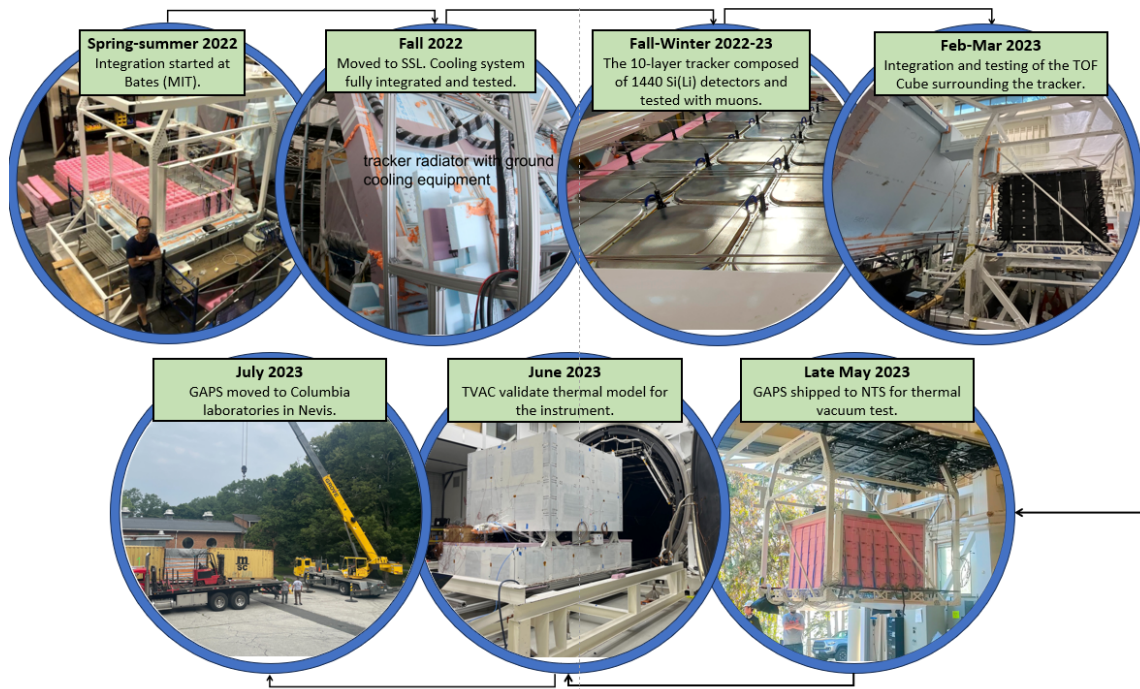 Spring-summer 2022
Integration started at
Bates (MIT).
Fall 2022
Moved to SSL. Cooling system
fully integrated and tested.
tracker radiator with ground
cooling equipment
Fall-Winter 2022-23
The 10-layer tracker composed
of 1440 Si(Li) detectors and
tested with muons.
Feb-Mar 2023
Integration and testing of the TOF
Cube surrounding the tracker.
July 2023
GAPS moved to Columbia
laboratories in Nevis.
GROVE
m
SC
June 2023
TVAC validate thermal model for
the instrument.
Late May 2023
GAPS shipped to NTS for thermal
vacuum test.